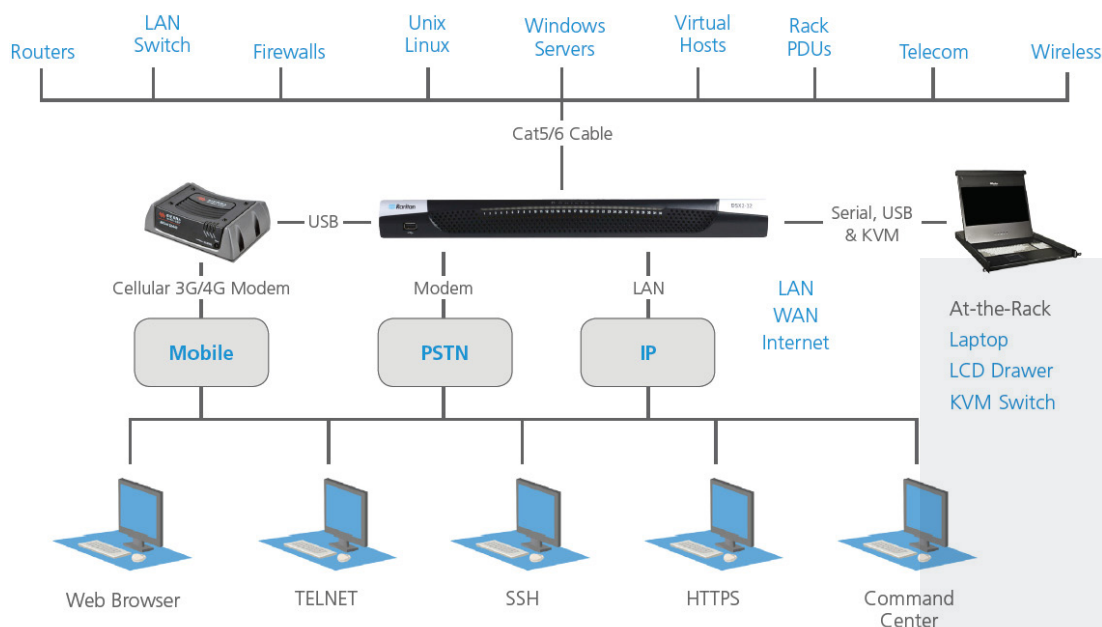 Routers
LAN
Switch
Firewalls
Unix
Linux
Windows
Servers
Virtual
Hosts
Rack
PDUs
Telecom
Wireless
Cat5/6 Cable
USB
Raritan
Serial, USB
& KVM
Cellular 3G/4G Modem
Modem
LAN
LAN
WAN
Internet
Mobile
PSTN
IP
At-the-Rack
Laptop
LCD Drawer
KVM Switch
Web Browser
TELNET
SSH
HTTPS
Command
Center